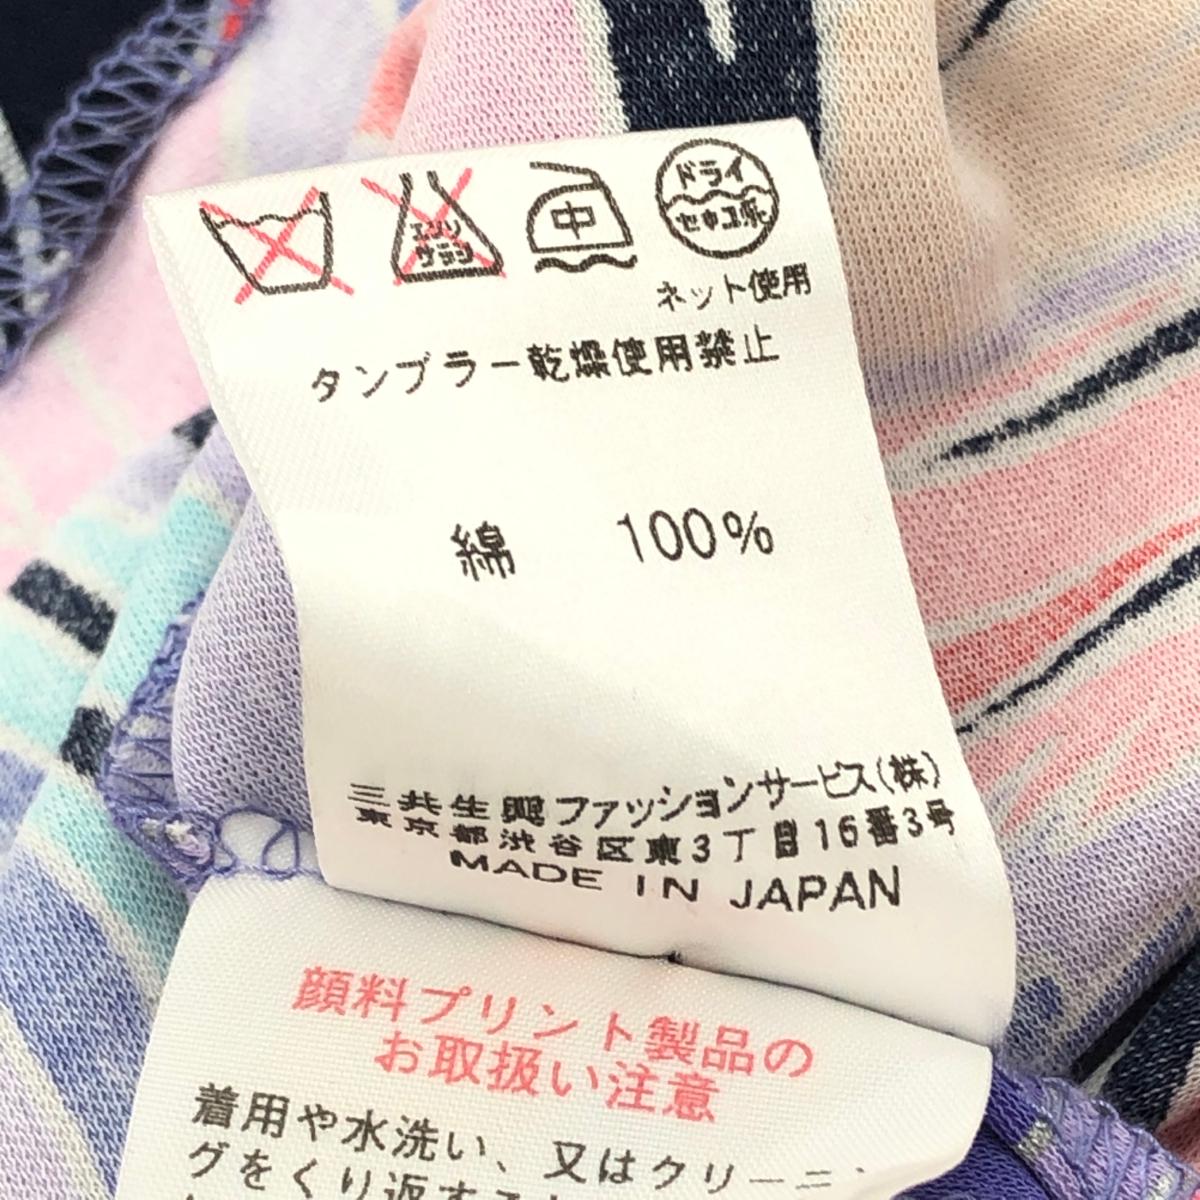 エンソ
サラシ
中
ドライ
セキユ系
ネット使用
タンブラー乾燥使用禁止
綿 100%
三共生興ファッションサービス(株)
東京都渋谷区東3丁目16番3号
MADE IN JAPAN
顔料プリント製品の
お取扱い注意
着用や水洗い、又はクリーニン
グをくり返すと